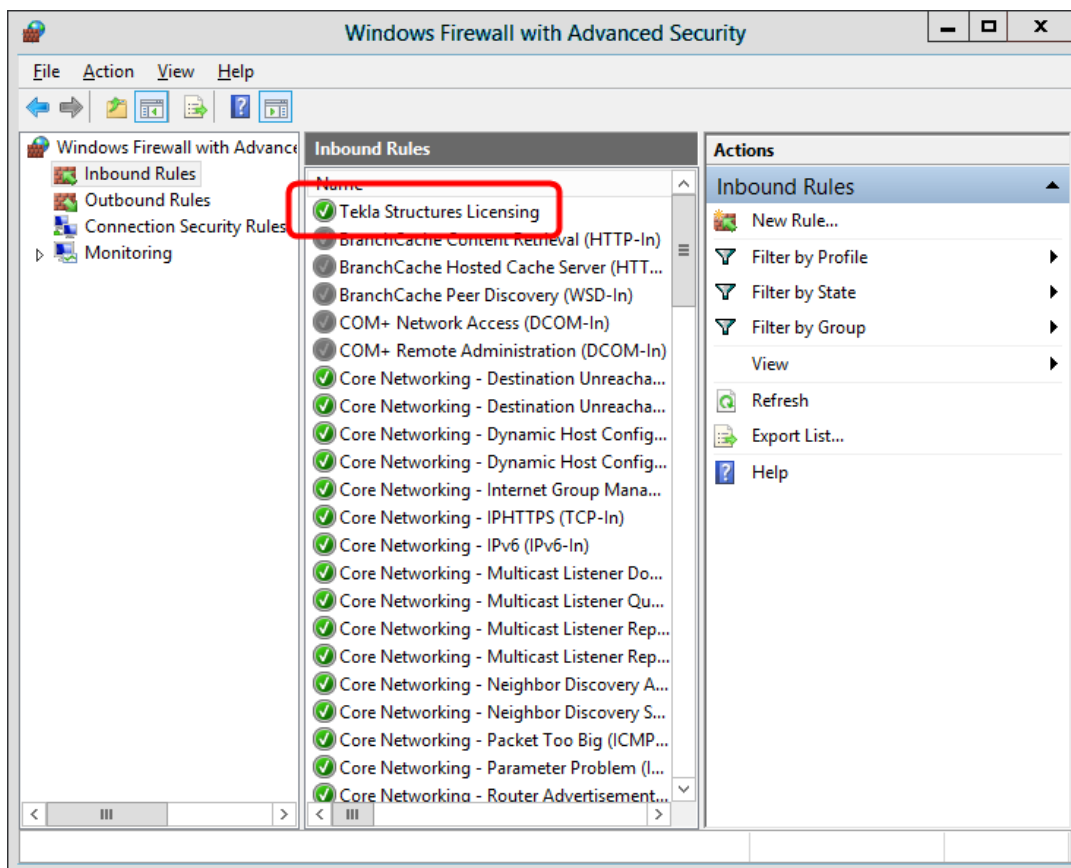 Windows Firewall with Advanced Security
File Action View Help
Windows Firewall with Advance
Inbound Rules
Outbound Rules
Connection Security Rules
Monitoring
Inbound Rules
Name
Tekla Structures Licensing
BranchCache Content Retrieval (HTTP-In)
BranchCache Hosted Cache Server (HTT...
BranchCache Peer Discovery (WSD-In)
COM+ Network Access (DCOM-In)
COM+ Remote Administration (DCOM-In)
Core Networking - Destination Unreacha...
Core Networking - Destination Unreacha...
Core Networking - Dynamic Host Config...
Core Networking - Dynamic Host Config...
Core Networking - Internet Group Mana...
Core Networking - IPHTTPS (TCP-In)
Core Networking - IPv6 (IPv6-In)
Core Networking - Multicast Listener Do...
Core Networking - Multicast Listener Qu...
Core Networking - Multicast Listener Rep...
Core Networking - Multicast Listener Rep...
Core Networking - Neighbor Discovery A...
Core Networking - Neighbor Discovery S...
Core Networking - Packet Too Big (ICMP...
Core Networking - Parameter Problem (I...
Core Networking - Router Advertisement...
Actions
Inbound Rules
New Rule...
Filter by Profile
Filter by State
Filter by Group
View
Refresh
Export List...
Help